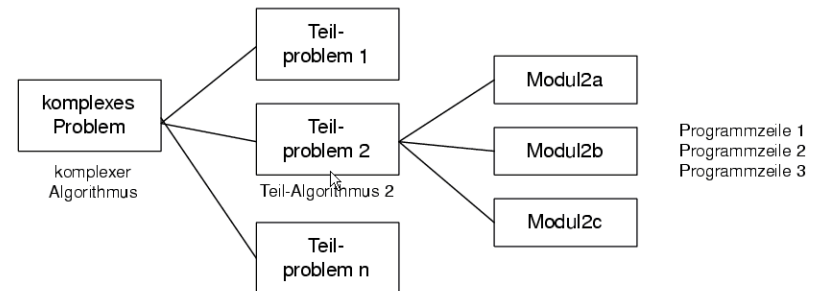 komplexes
Problem
komplexer
Algorithmus
Teil-
problem 1
Teil-
problem 2
Teil-Algorithmus 2
Teil-
problem n
Modul2a
Modul2b
Modul2c
Programmzeile 1
Programmzeile 2
Programmzeile 3